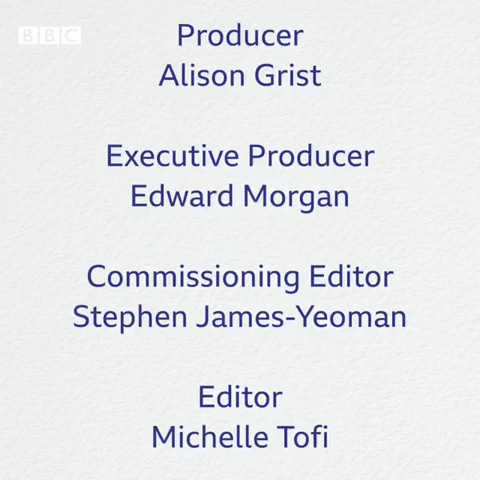 BBC
Producer
Alison Grist
Executive Producer
Edward Morgan
Commissioning Editor
Stephen James-Yeoman
Editor
Michelle Tofi